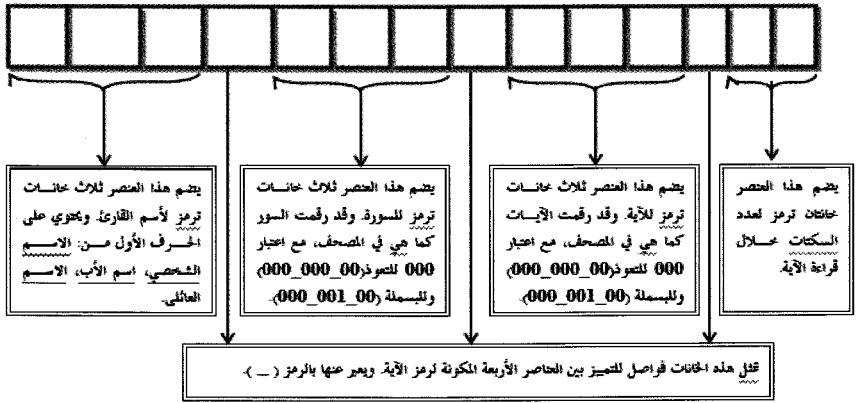 يضم هذا العنصر
خانتان ترمز لعدد
السكتات خلال
قراءة الآية.
يضم هذا العنصر ثلاث خانات
ترمز للآية. وقد رقمت الآيات
كما هي في المصحف، مع اعتبار
000 للتعوذ(00_000_000)
وللبسملة (00_001_000).
يضم هذا العنصر ثلاث خانات
ترمز للسورة. وقد رقمت السور
كما هي في المصحف، مع اعتبار
000 للتعوذ(00_000_000)
وللبسملة (00_001_000).
يضم هذا العنصر ثلاث خانات
ترمز لأسم القارئ. ويحتوي على
الحرف الأول من: الاسم
الشخصي، اسم الأب، الاسم
العائلي.
تمثل هذه الخانات فواصل للتمييز بين العناصر الأربعة المكونة لرمز الآية. ويعبر عنها بالرمز ( _ ).